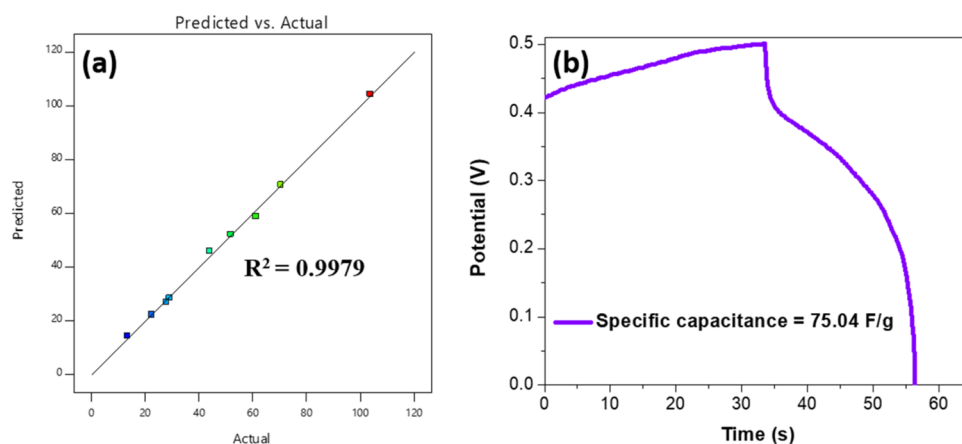 Predicted vs. Actual
(a)
120
100
80
60
40
20
0
Predicted
R² = 0.9979
0 20 40 60 80 100 120
Actual
(b)
0.5
0.4
0.3
0.2
0.1
0.0
Potential (V)
Specific capacitance = 75.04 F/g
0 10 20 30 40 50 60
Time (s)